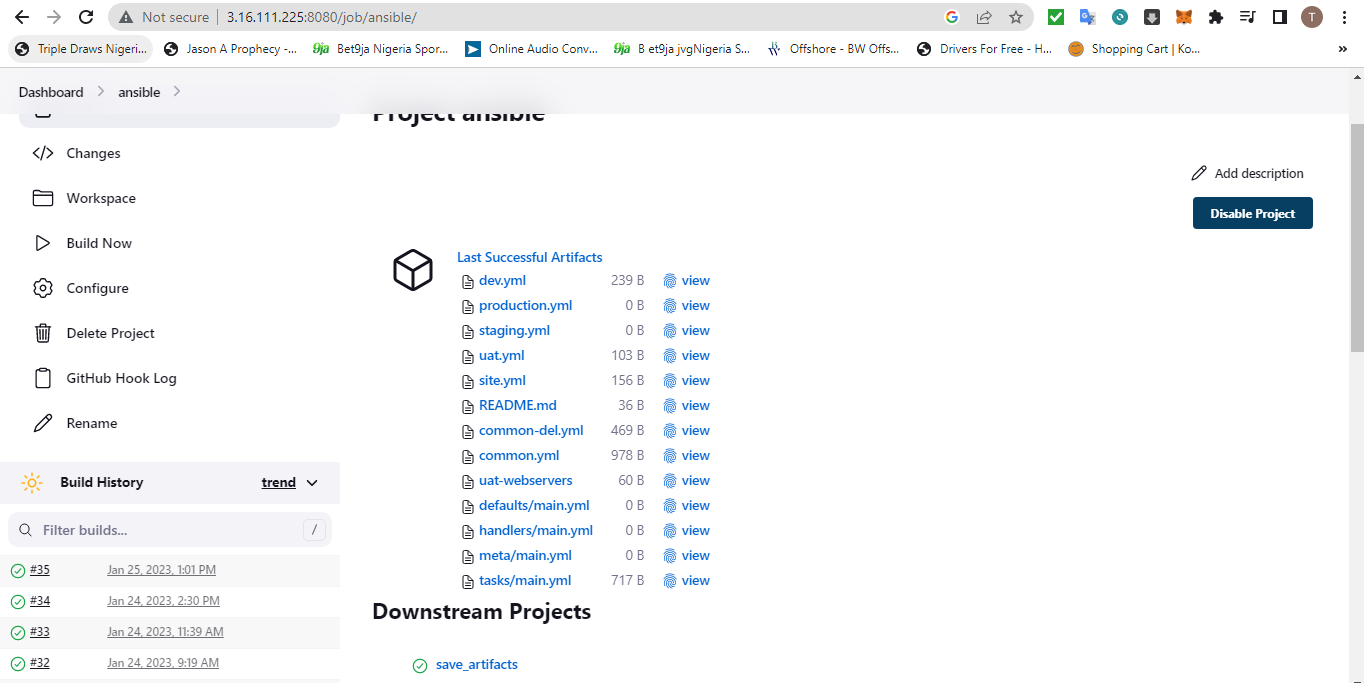 Not secure | 3.16.111.225:8080/job/ansible/
T
Triple Draws Nigeri... Jason A Prophecy -... 9ja Bet9ja Nigeria Spor... Online Audio Conv... 9ja B et9ja jvgNigeria S... Offshore - BW Offs... Drivers For Free - H... Shopping Cart | Ko... »
Dashboard > ansible >
Project ansible
Changes
Add description
Workspace
Disable Project
Build Now
Configure
Delete Project
GitHub Hook Log
Rename
Last Successful Artifacts
dev.yml 239 B view
production.yml 0 B view
staging.yml 0 B view
uat.yml 103 B view
site.yml 156 B view
README.md 36 B view
common-del.yml 469 B view
common.yml 978 B view
uat-webservers 60 B view
defaults/main.yml 0 B view
handlers/main.yml 0 B view
meta/main.yml 0 B view
tasks/main.yml 717 B view
Build History trend
Filter builds... /
#35 Jan 25, 2023, 1:01 PM
#34 Jan 24, 2023, 2:30 PM
#33 Jan 24, 2023, 11:39 AM
#32 Jan 24, 2023, 9:19 AM
Downstream Projects
save_artifacts